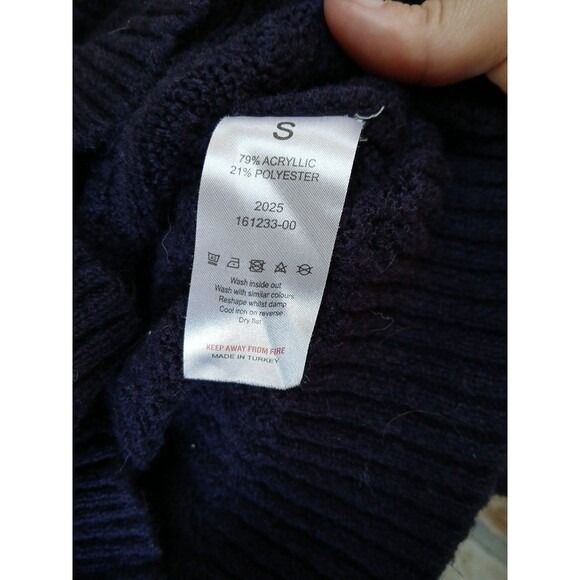 S
79% ACRYLLIC
21% POLYESTER
2025
161233-00
Wash inside out
Wash with similar colours
Reshape whilst damp
Cool iron on reverse
Dry flat
KEEP AWAY FROM FIRE
MADE IN TURKEY